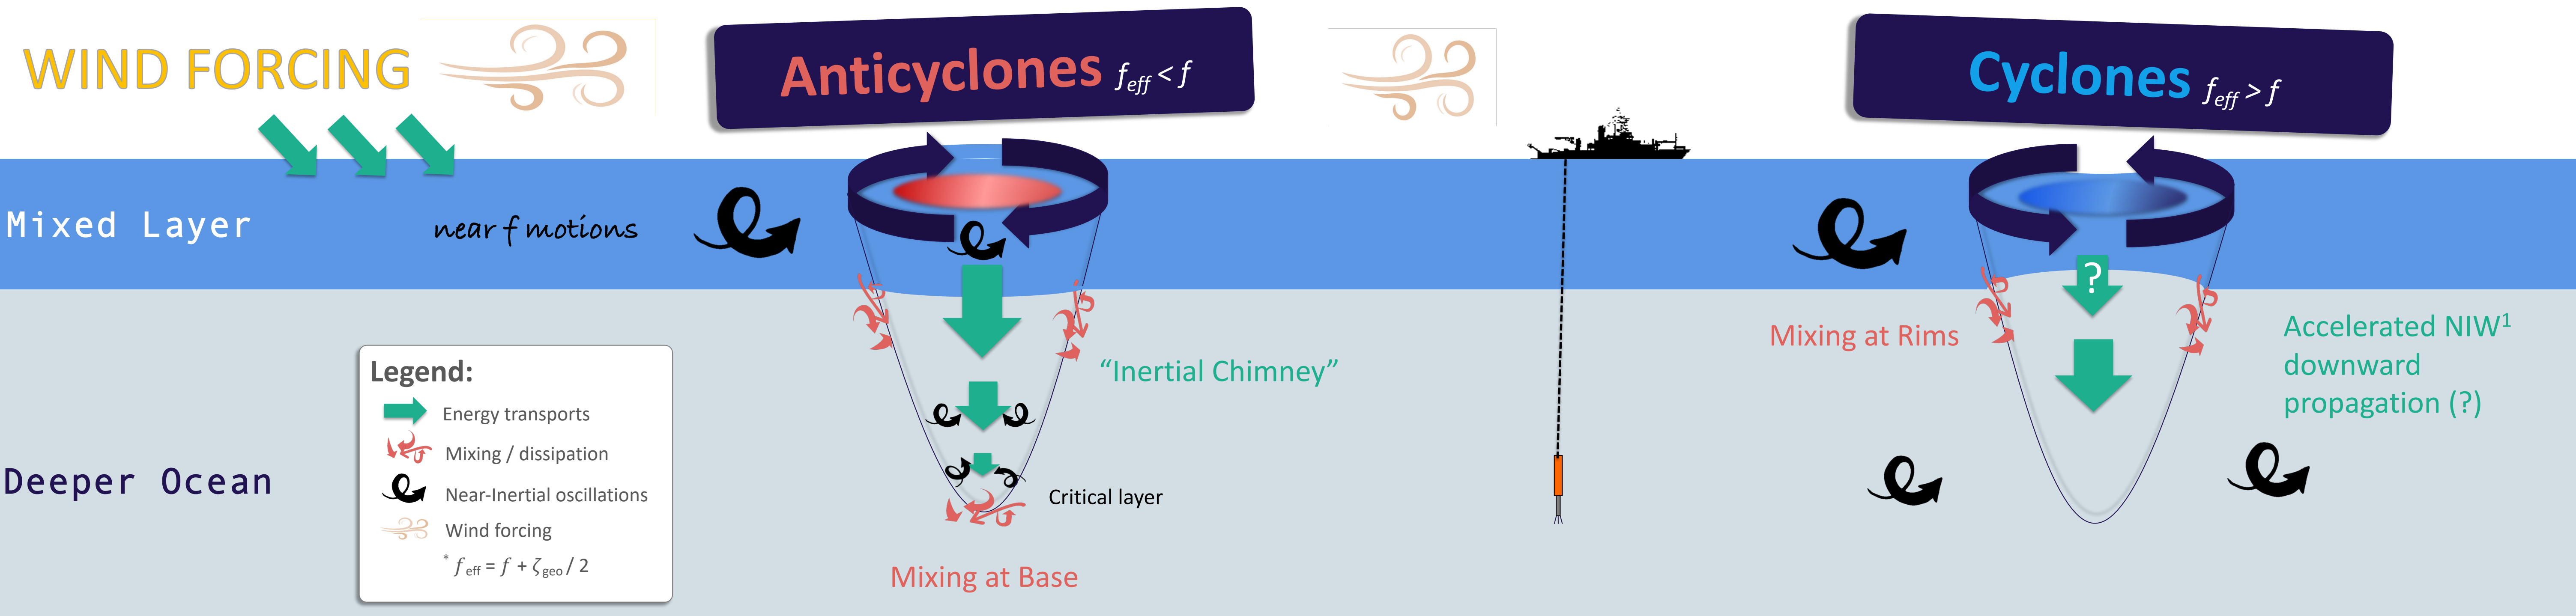 WIND FORCING
Anticyclones f_eff < f
Cyclones f_eff > f
Mixed Layer
near f motions
?
Mixing at Rims
Accelerated NIW¹
downward
propagation (?)
"Inertial Chimney"
Legend:
Energy transports
Mixing / dissipation
Near-Inertial oscillations
Wind forcing
* f_eff = f + ζ_geo / 2
Deeper Ocean
Critical layer
Mixing at Base